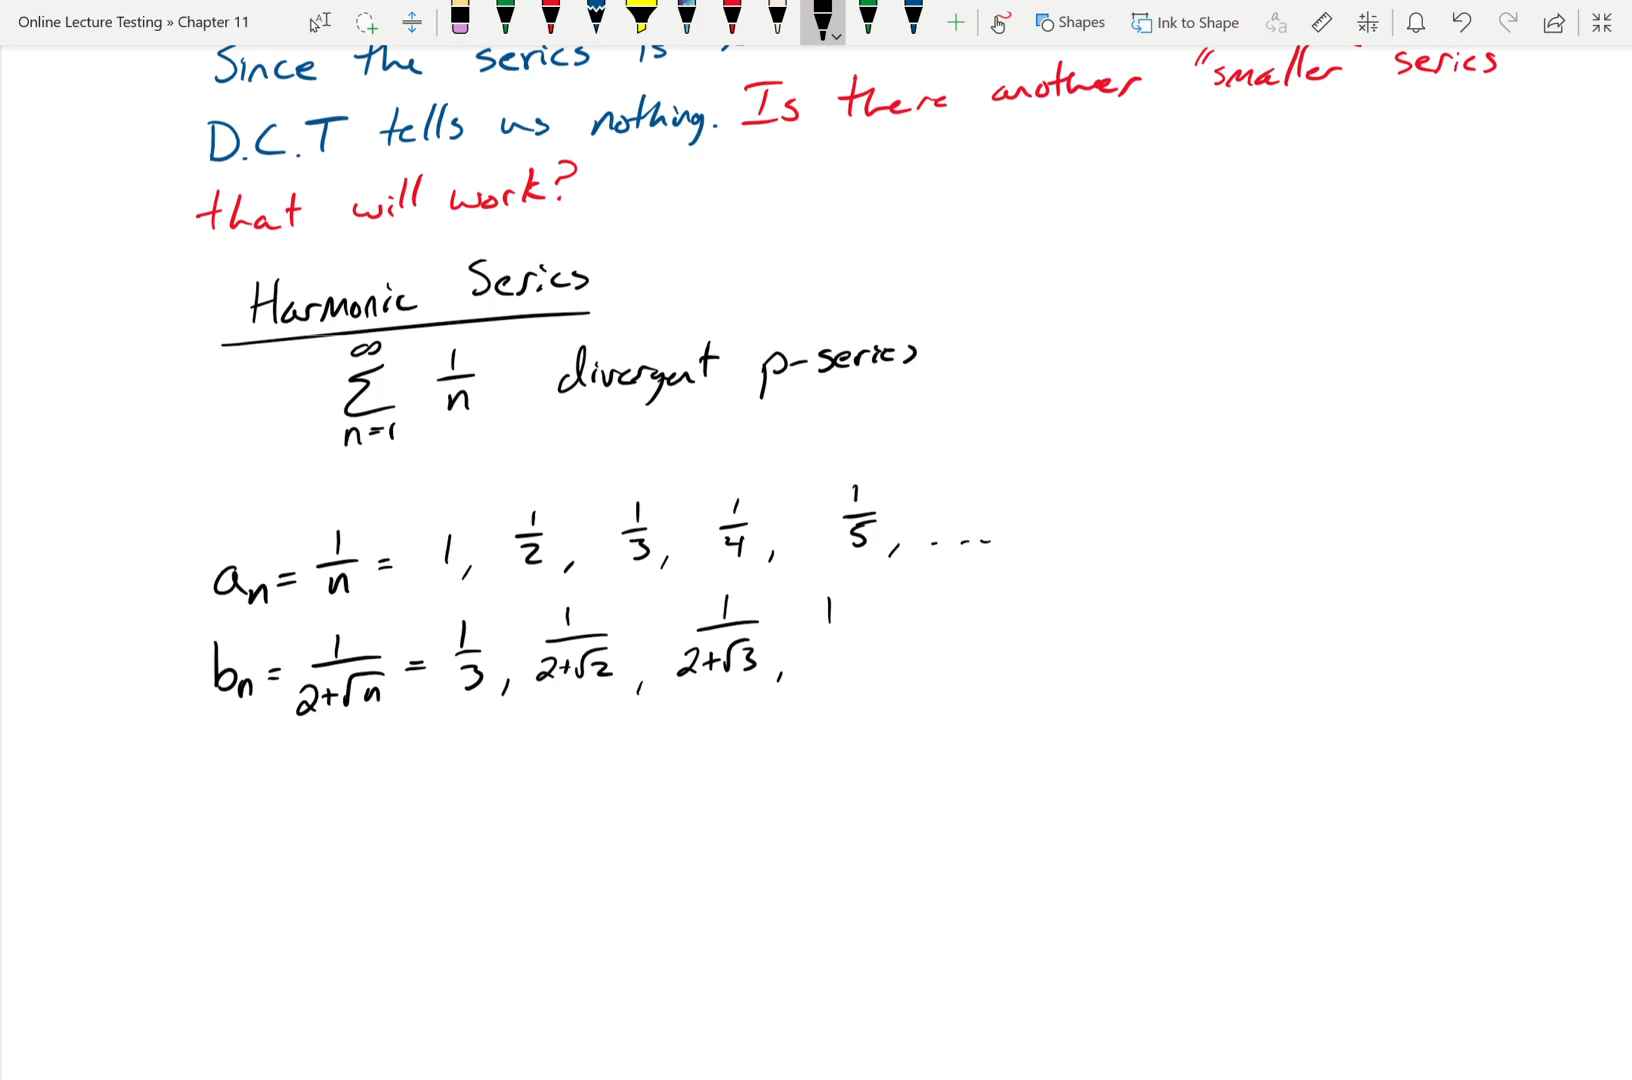 Online Lecture Testing » Chapter 11
Shapes
Ink to Shape
Since the series is
"smaller" series
D.C.T tells us nothing. Is there another
that will work?
Harmonic Series
∞
Σ 1/n divergent p-series
n=1
aₙ = 1/n = 1, 1/2, 1/3, 1/4, 1/5, ....
bₙ = 1/(2+√n) = 1/3, 1/(2+√2), 1/(2+√3), 1